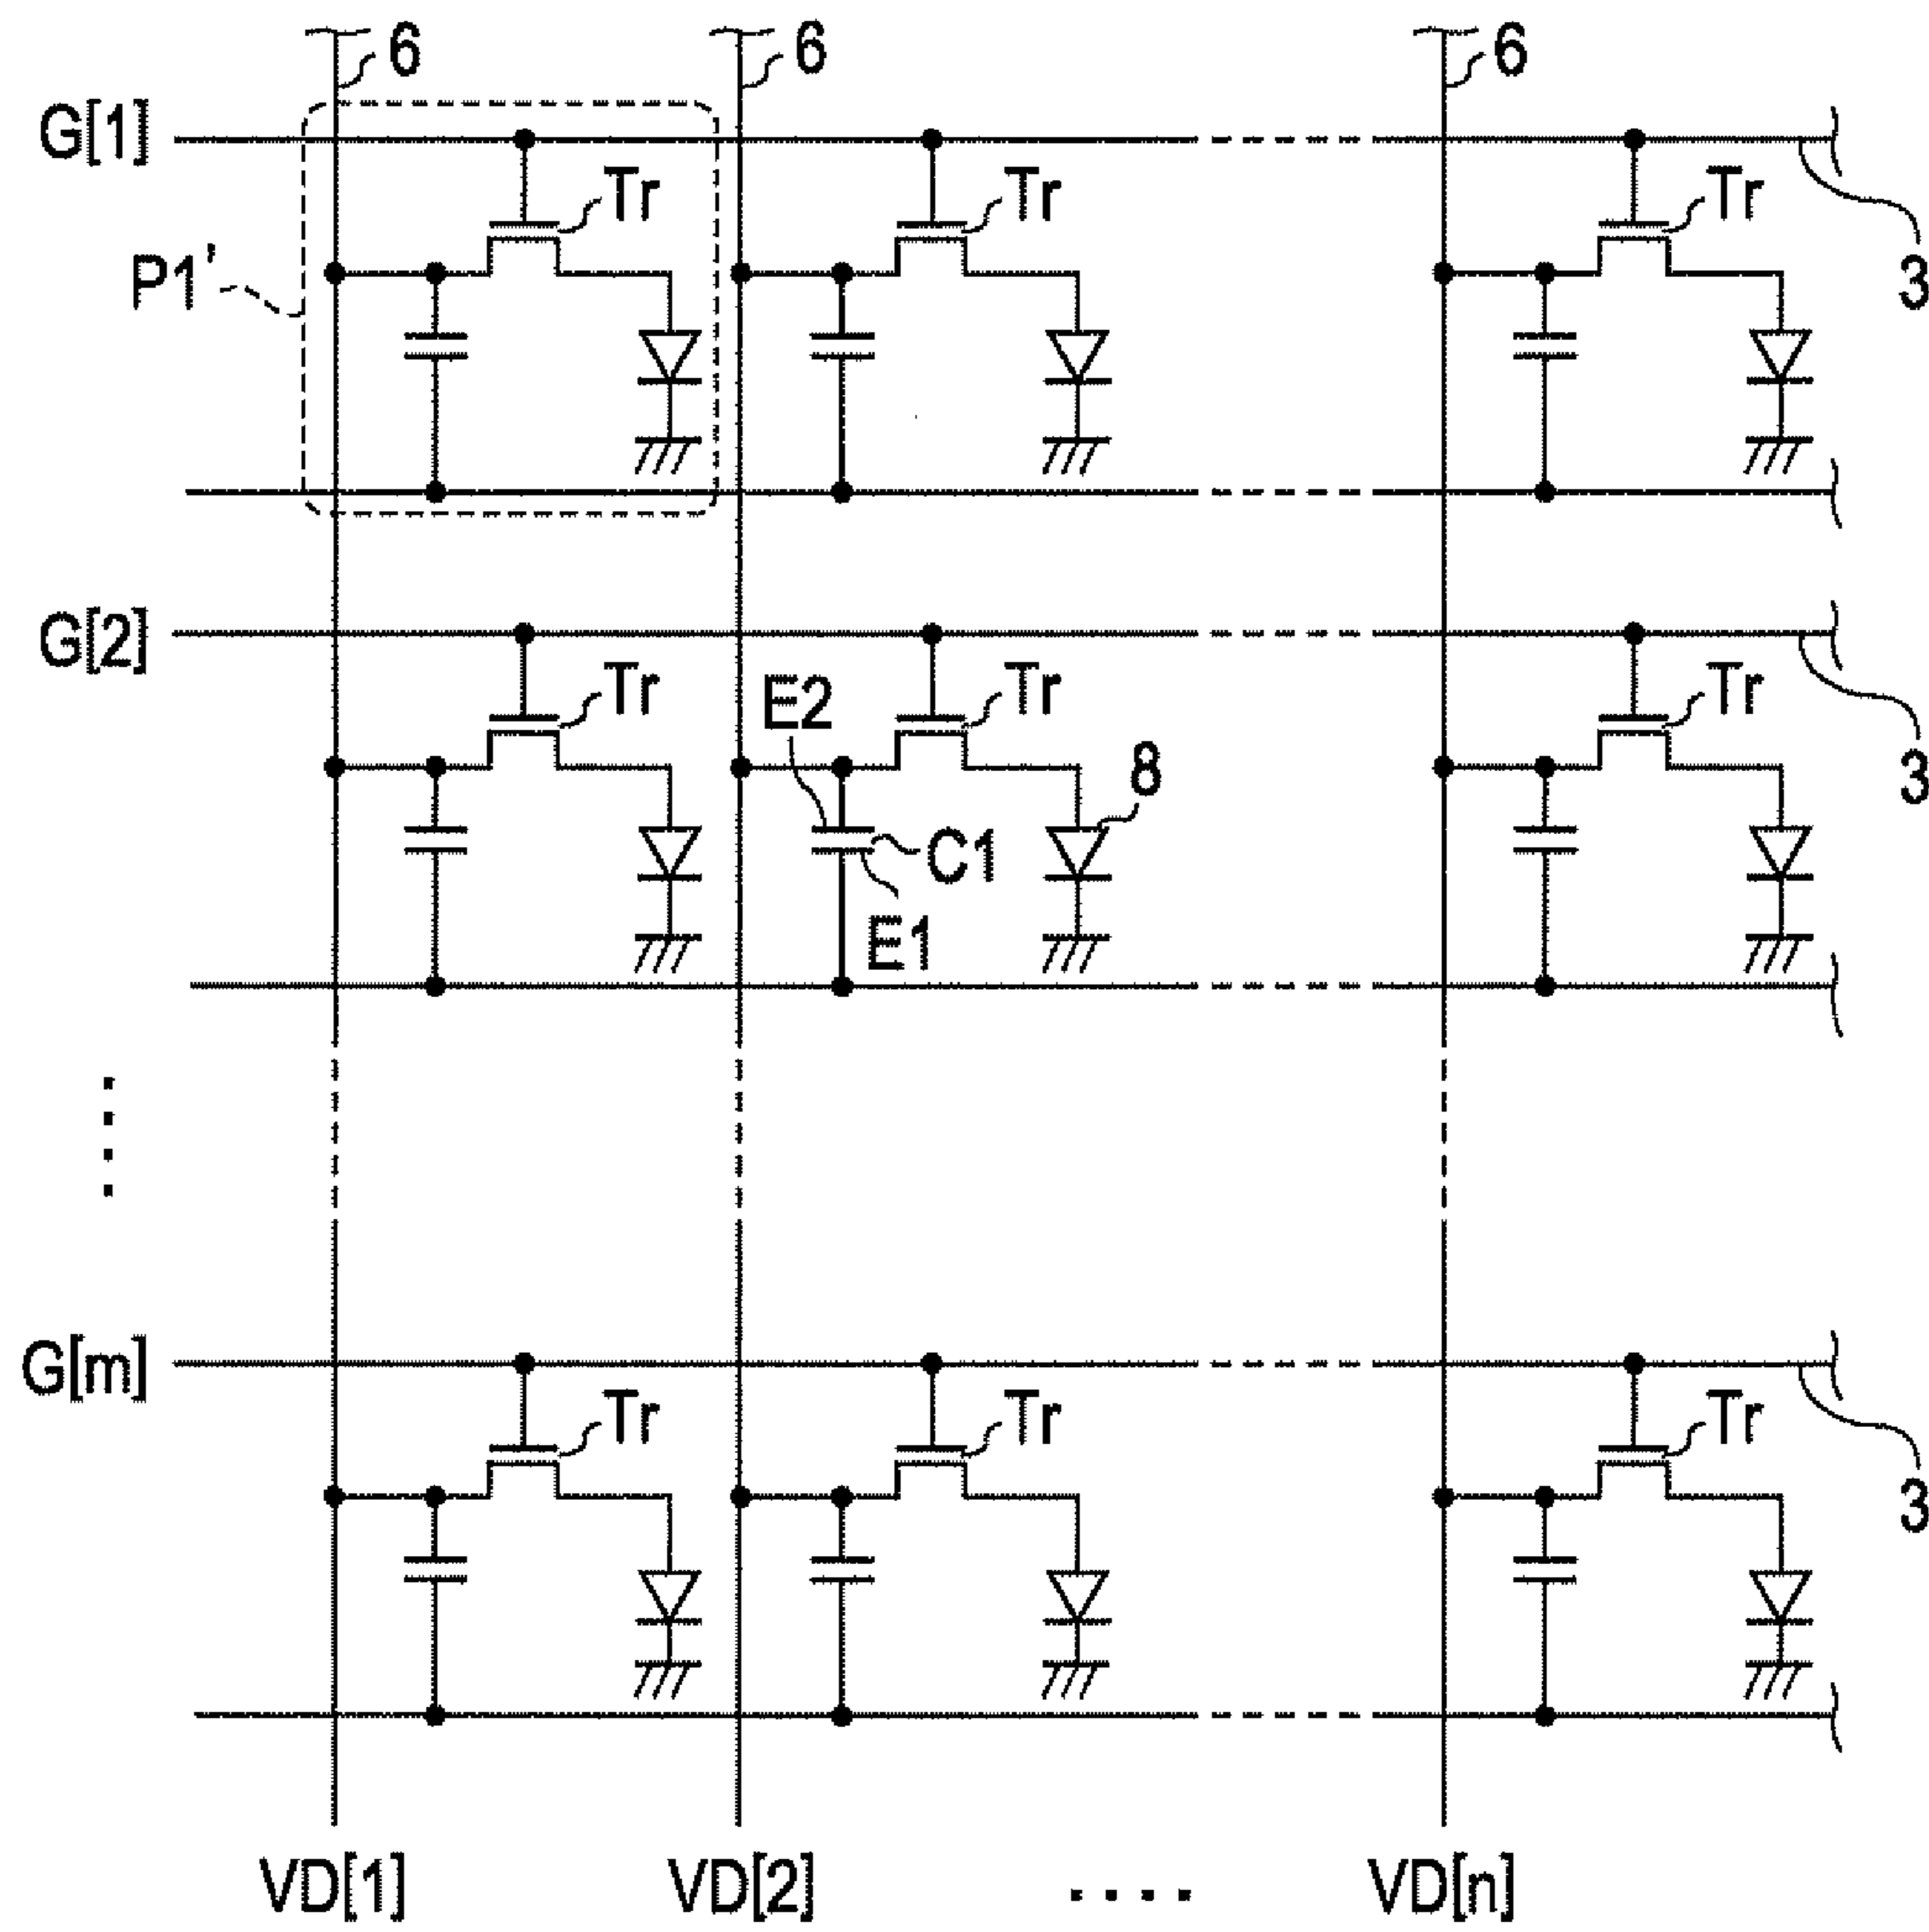 6 6 6
G[1]
Tr Tr Tr
P1' 3
G[2]
Tr Tr Tr
E2
8 3
C1
E1
G[m]
Tr Tr Tr
3
VD[1] VD[2] .... VD[n]